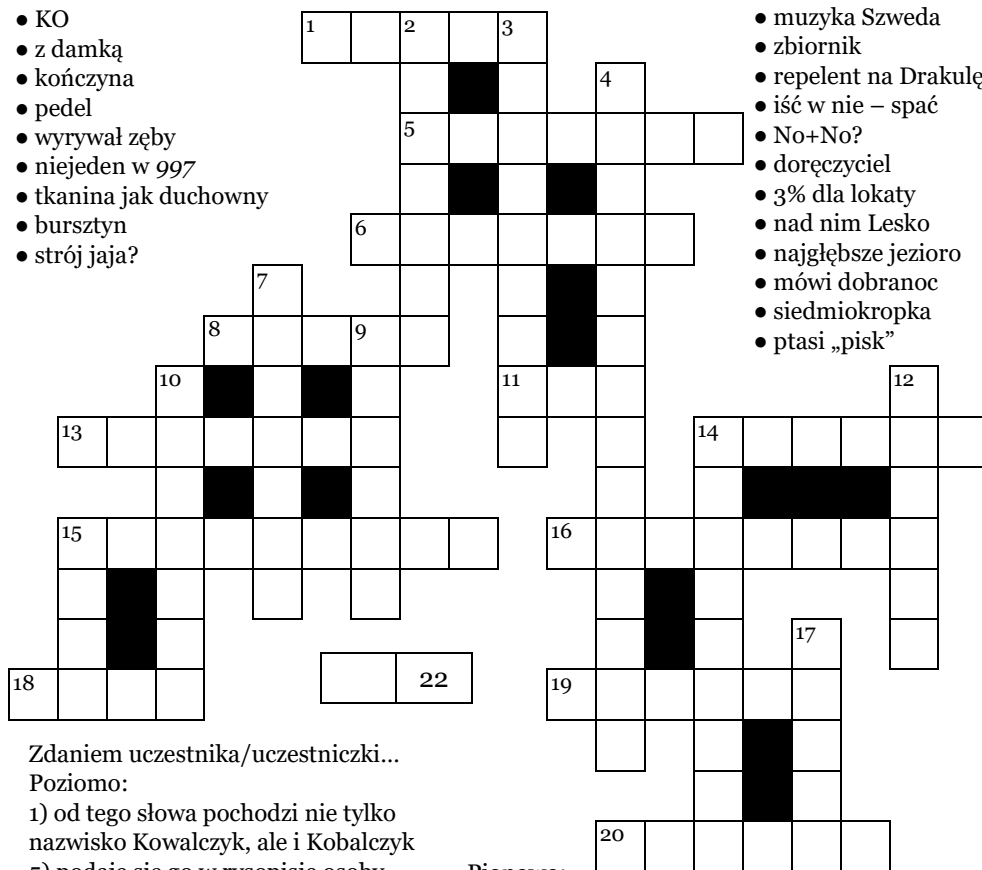 ● KO
● z damką
● kończyna
● pedel
● wyrywał zęby
● niejeden w 997
● tkanina jak duchowny
● bursztyn
● strój jaja?
● muzyka Szweda
● zbiornik
● repelent na Drakulę
● iść w nie – spać
● No+No?
● doręczyciel
● 3% dla lokaty
● nad nim Lesko
● najgłębsze jezioro
● mówi dobranoc
● siedmiokropka
● ptasi „pisk”
1 2 3
4
5
6
7
8 9
10 11 12
13 14
15 16
17
22
18 19
20
Zdaniem uczestnika/uczestniczki...
Poziomo:
1) od tego słowa pochodzi nie tylko
nazwisko Kowalczyk, ale i Kobalczyk